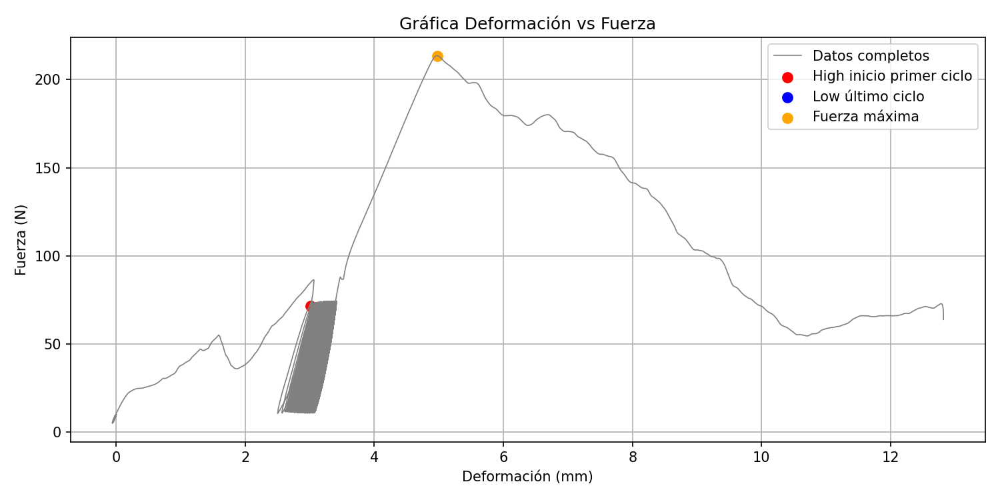 Gráfica Deformación vs Fuerza
Datos completos
High inicio primer ciclo
Low último ciclo
Fuerza máxima
Fuerza (N)
200
150
100
50
0
0 2 4 6 8 10 12
Deformación (mm)